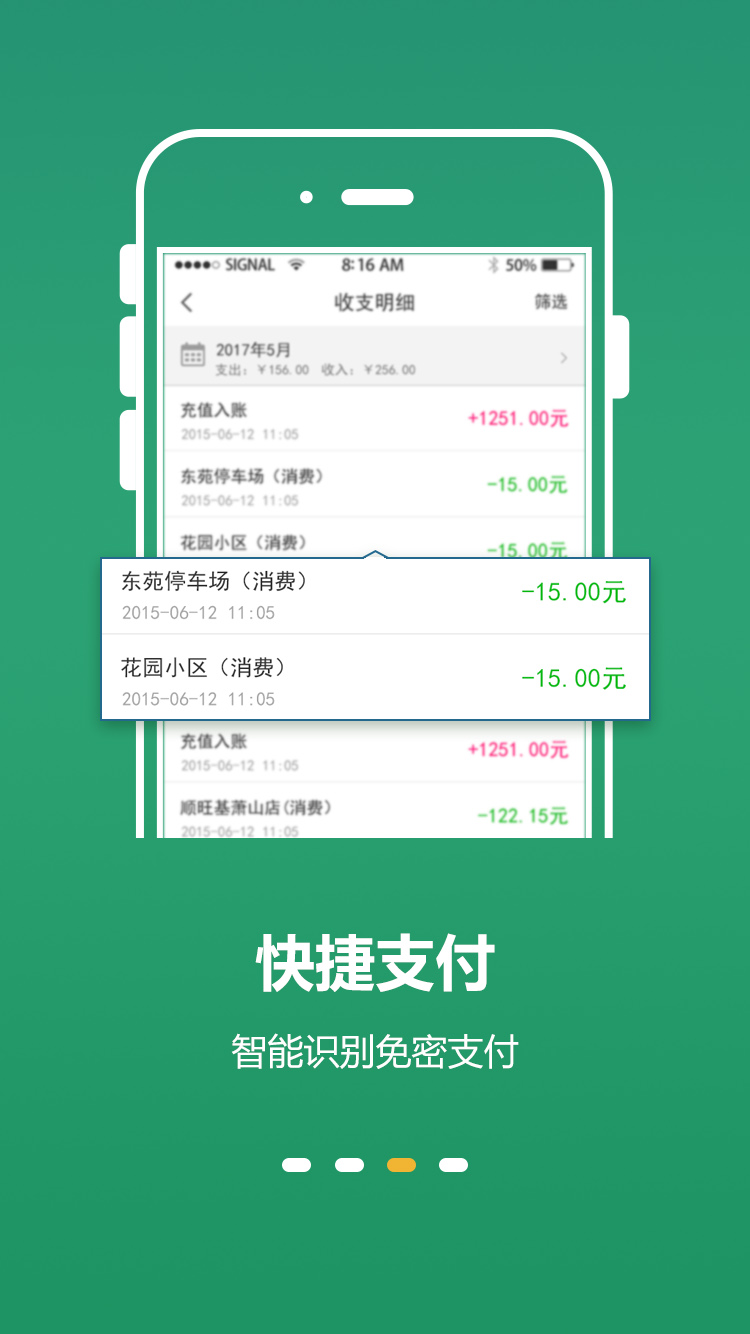 SIGNAL 8:16 AM 50%
收支明细 筛选
2017年5月
支出：￥156.00 收入：￥256.00
充值入账 +1251.00元
2015-06-12 11:05
东苑停车场（消费） -15.00元
2015-06-12 11:05
花园小区（消费） -15.00元
东苑停车场（消费） -15.00元
2015-06-12 11:05
花园小区（消费） -15.00元
2015-06-12 11:05
充值入账 +1251.00元
2015-06-12 11:05
顺旺基萧山店(消费） -122.15元
2015-06-12 11:05
快捷支付
智能识别免密支付